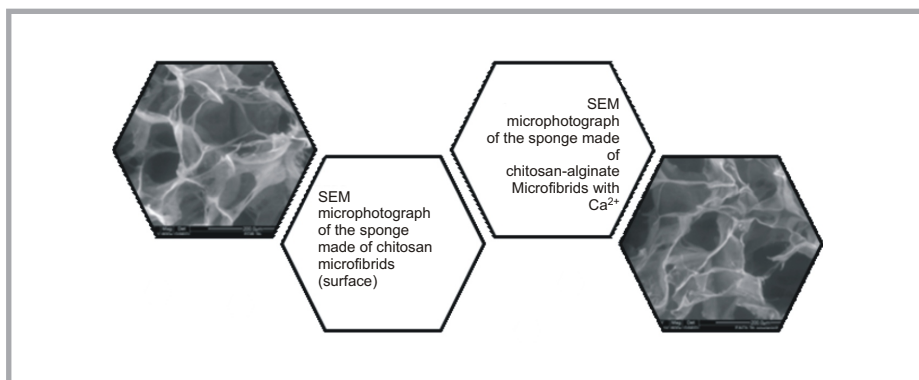 SEM
microphotograph
of the sponge
made of chitosan
microfibrids
(surface)
SEM
microphotograph
of the sponge made
of
chitosan-alginate
Microfibrids with
Ca²⁺